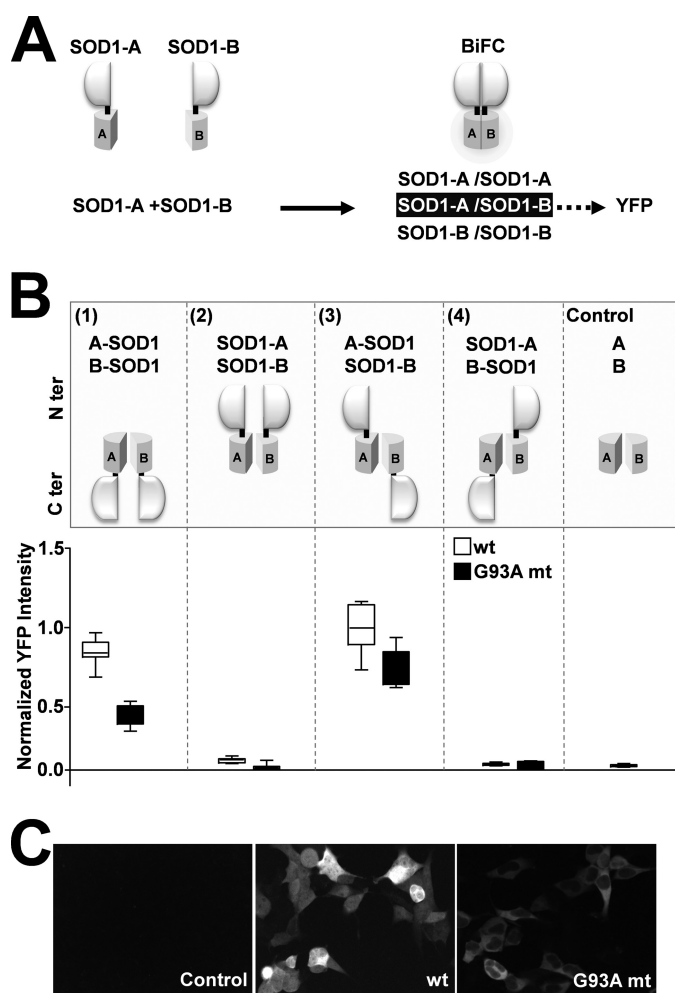 A
SOD1-A
SOD1-B
BiFC
A
B
A
B
SOD1-A /SOD1-A
SOD1-A +SOD1-B
SOD1-A /SOD1-B
YFP
SOD1-B /SOD1-B
B
(1)
(2)
(3)
(4)
Control
A-SOD1
B-SOD1
SOD1-A
SOD1-B
A-SOD1
SOD1-B
SOD1-A
B-SOD1
A
B
N ter
C ter
A
B
A
B
A
B
A
B
A
B
Normalized YFP Intensity
1.5
1.0
0.5
0.0
wt
G93A mt
C
Control
wt
G93A mt